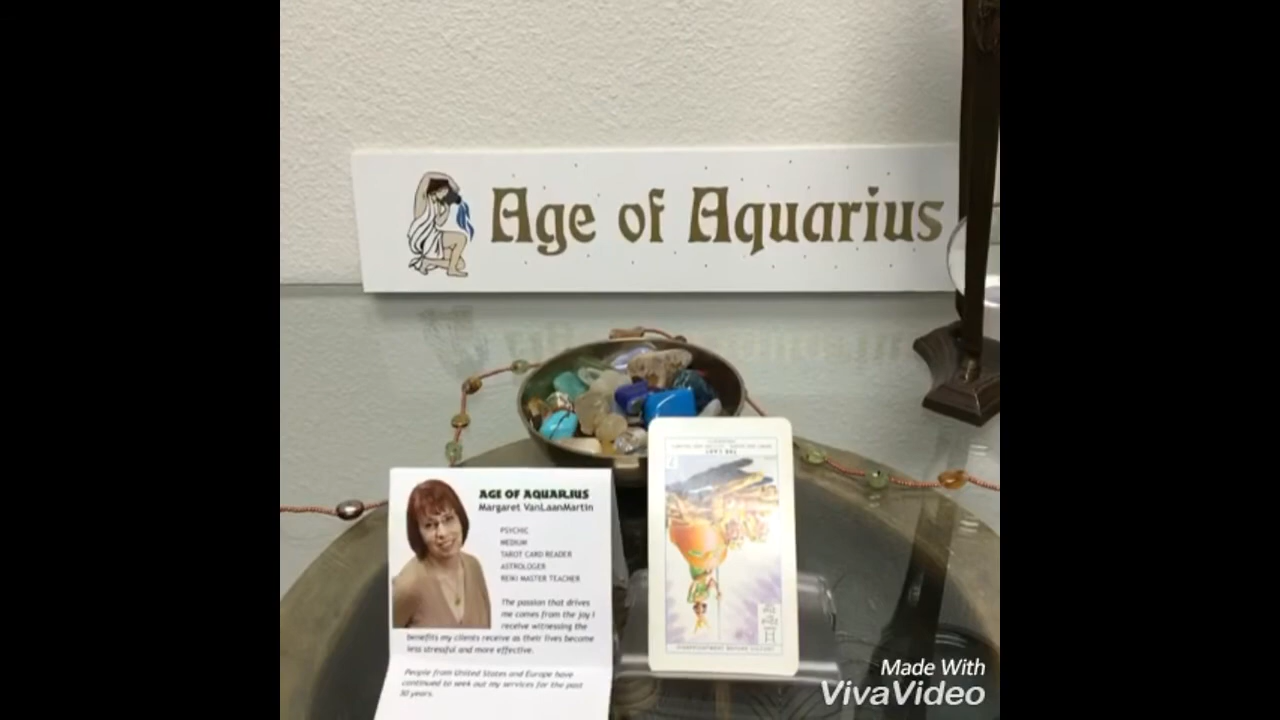 Age of Aquarius
AGE OF AQUARIUS
Margaret VanLaanMartin
PSYCHIC
MEDIUM
TAROT CARD READER
ASTROLOGER
REIKI MASTER TEACHER
The passion that drives
me comes from the joy I
receive witnessing the
benefits my clients receive as their lives become
less stressful and more effective.
People from United States and Europe have
continued to seek out my services for the past
30 years.
7
THE CART
Made With
VivaVideo